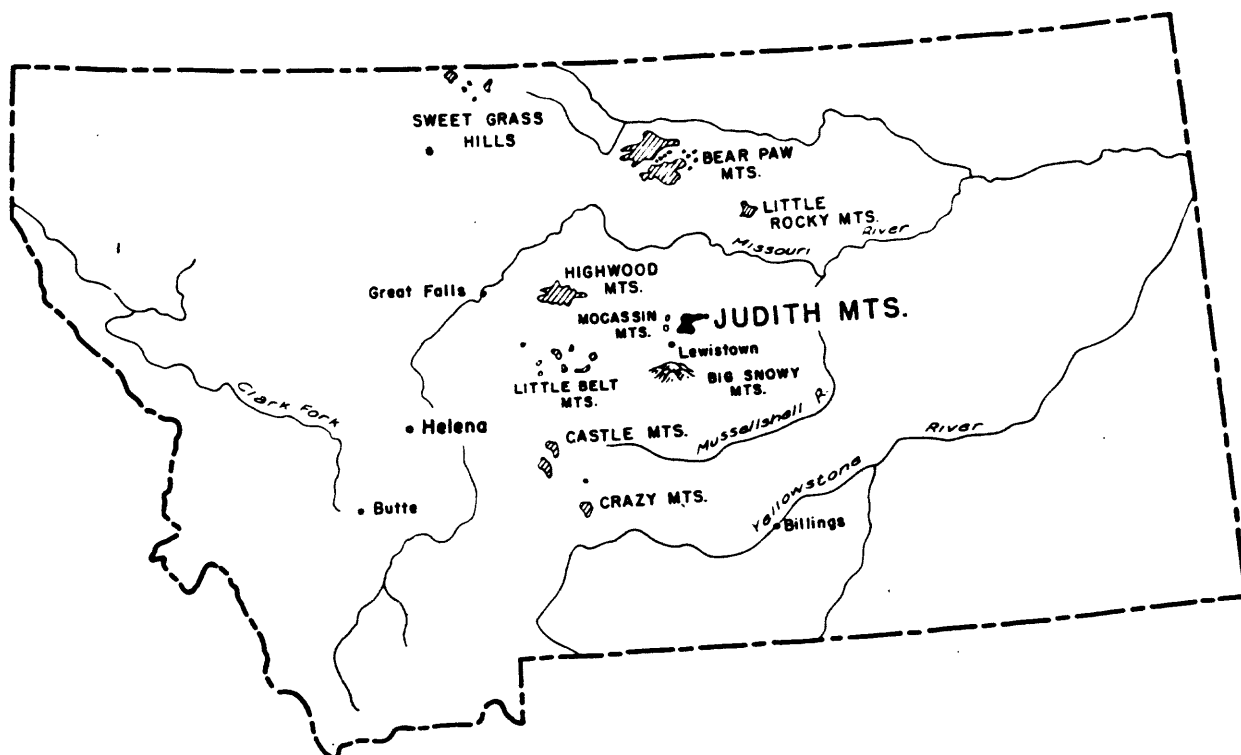 SWEET GRASS
HILLS
BEAR PAW
MTS.
LITTLE
ROCKY MTS.
Missouri River
HIGHWOOD
MTS.
Great Falls
MOCASSIN
MTS.
JUDITH MTS.
Lewistown
BIG SNOWY
MTS.
LITTLE BELT
MTS.
Clark Fork
Helena
CASTLE MTS.
Musselshell R.
Yellowstone River
Butte
CRAZY MTS.
Billings